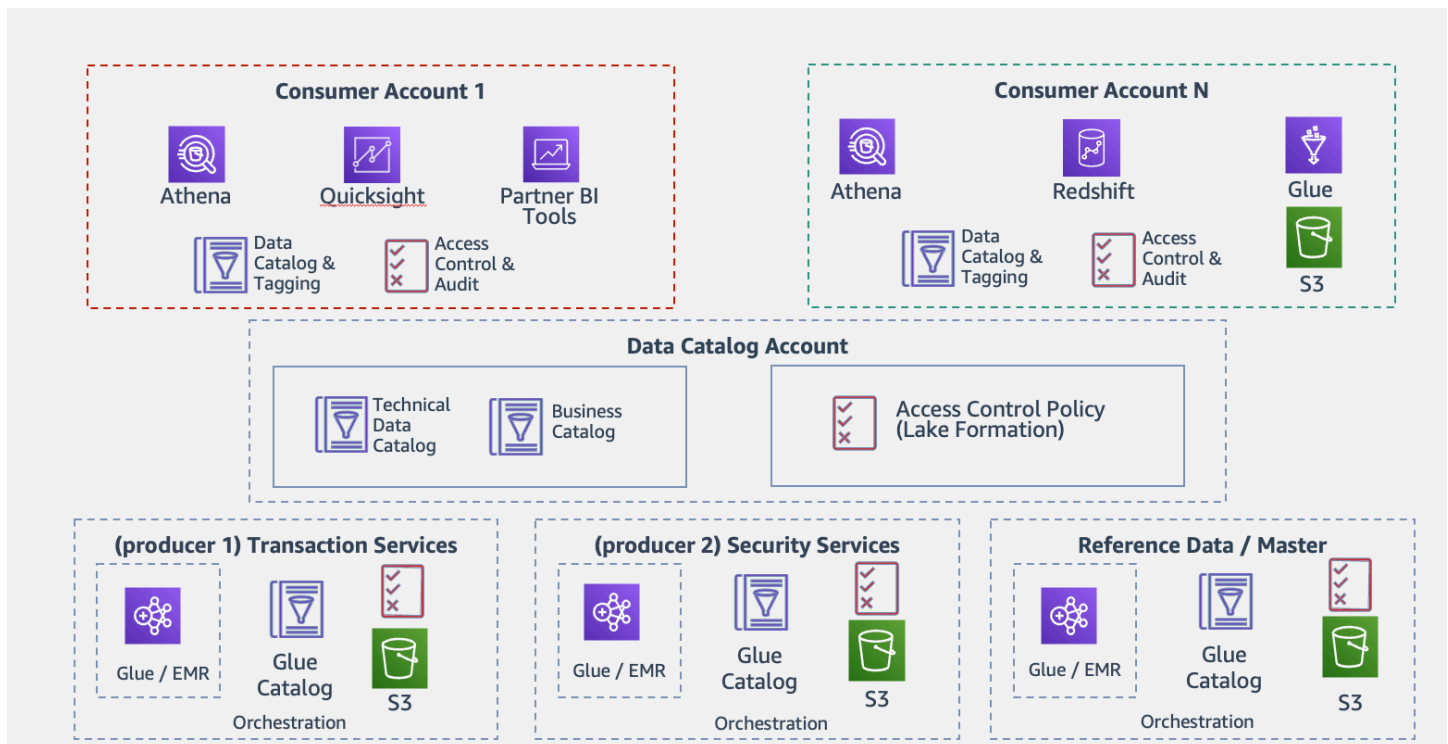 Consumer Account 1
Athena
Quicksight
Partner BI
Tools
Data
Catalog &
Tagging
Access
Control &
Audit
Consumer Account N
Athena
Redshift
Glue
Data
Catalog &
Tagging
Access
Control &
Audit
S3
Data Catalog Account
Technical
Data
Catalog
Business
Catalog
Access Control Policy
(Lake Formation)
(producer 1) Transaction Services
Glue / EMR
Glue
Catalog
S3
Orchestration
(producer 2) Security Services
Glue / EMR
Glue
Catalog
S3
Orchestration
Reference Data / Master
Glue / EMR
Glue
Catalog
S3
Orchestration